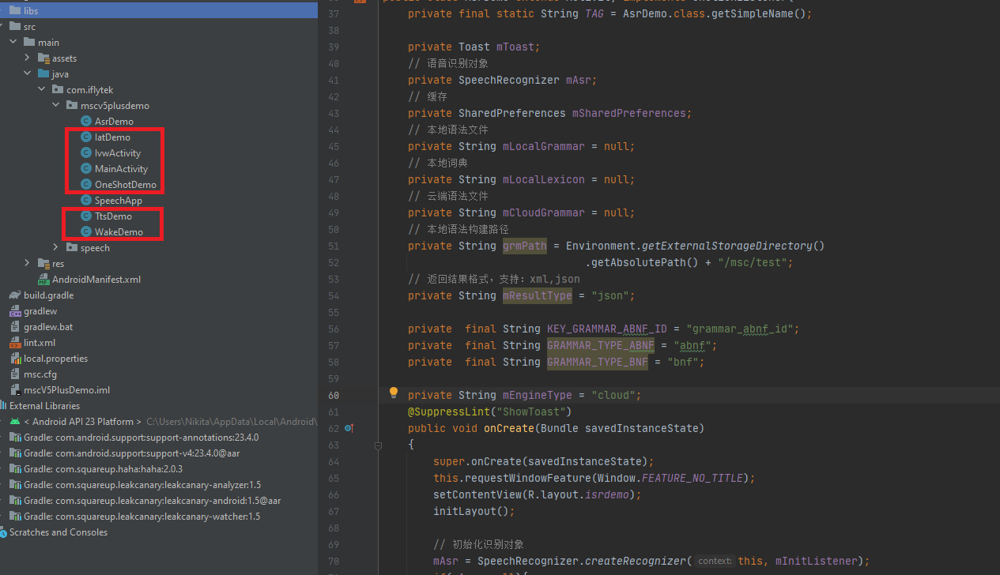 libs
src
main
assets
java
com.iflytek
mscv5plusdemo
AsrDemo
IatDemo
IvwActivity
MainActivity
OneShotDemo
SpeechApp
TtsDemo
WakeDemo
speech
res
AndroidManifest.xml
build.gradle
gradlew
gradlew.bat
lint.xml
local.properties
msc.cfg
mscV5PlusDemo.iml
External Libraries
< Android API 23 Platform > C:\Users\Nikita\AppData\Local\Android\
Gradle: com.android.support:support-annotations:23.4.0
Gradle: com.android.support:support-v4:23.4.0@aar
Gradle: com.squareup.haha:haha:2.0.3
Gradle: com.squareup.leakcanary:leakcanary-analyzer:1.5
Gradle: com.squareup.leakcanary:leakcanary-android:1.5@aar
Gradle: com.squareup.leakcanary:leakcanary-watcher:1.5
Scratches and Consoles
37 private final static String TAG = AsrDemo.class.getSimpleName();
38
39 private Toast mToast;
40 // 语音识别对象
41 private SpeechRecognizer mAsr;
42 // 缓存
43 private SharedPreferences mSharedPreferences;
44 // 本地语法文件
45 private String mLocalGrammar = null;
46 // 本地词典
47 private String mLocalLexicon = null;
48 // 云端语法文件
49 private String mCloudGrammar = null;
50 // 本地语法构建路径
51 private String grmPath = Environment.getExternalStorageDirectory()
52 .getAbsolutePath() + "/msc/test";
53 // 返回结果格式，支持：xml,json
54 private String mResultType = "json";
55
56 private  final String KEY_GRAMMAR_ABNF_ID = "grammar_abnf_id";
57 private  final String GRAMMAR_TYPE_ABNF = "abnf";
58 private  final String GRAMMAR_TYPE_BNF = "bnf";
59
60 private String mEngineType = "cloud";
61 @SuppressLint("ShowToast")
62 public void onCreate(Bundle savedInstanceState)
63 {
64 super.onCreate(savedInstanceState);
65 this.requestWindowFeature(Window.FEATURE_NO_TITLE);
66 setContentView(R.layout.isrdemo);
67 initLayout();
68
69 // 初始化识别对象
70 mAsr = SpeechRecognizer.createRecognizer( context: this, mInitListener);